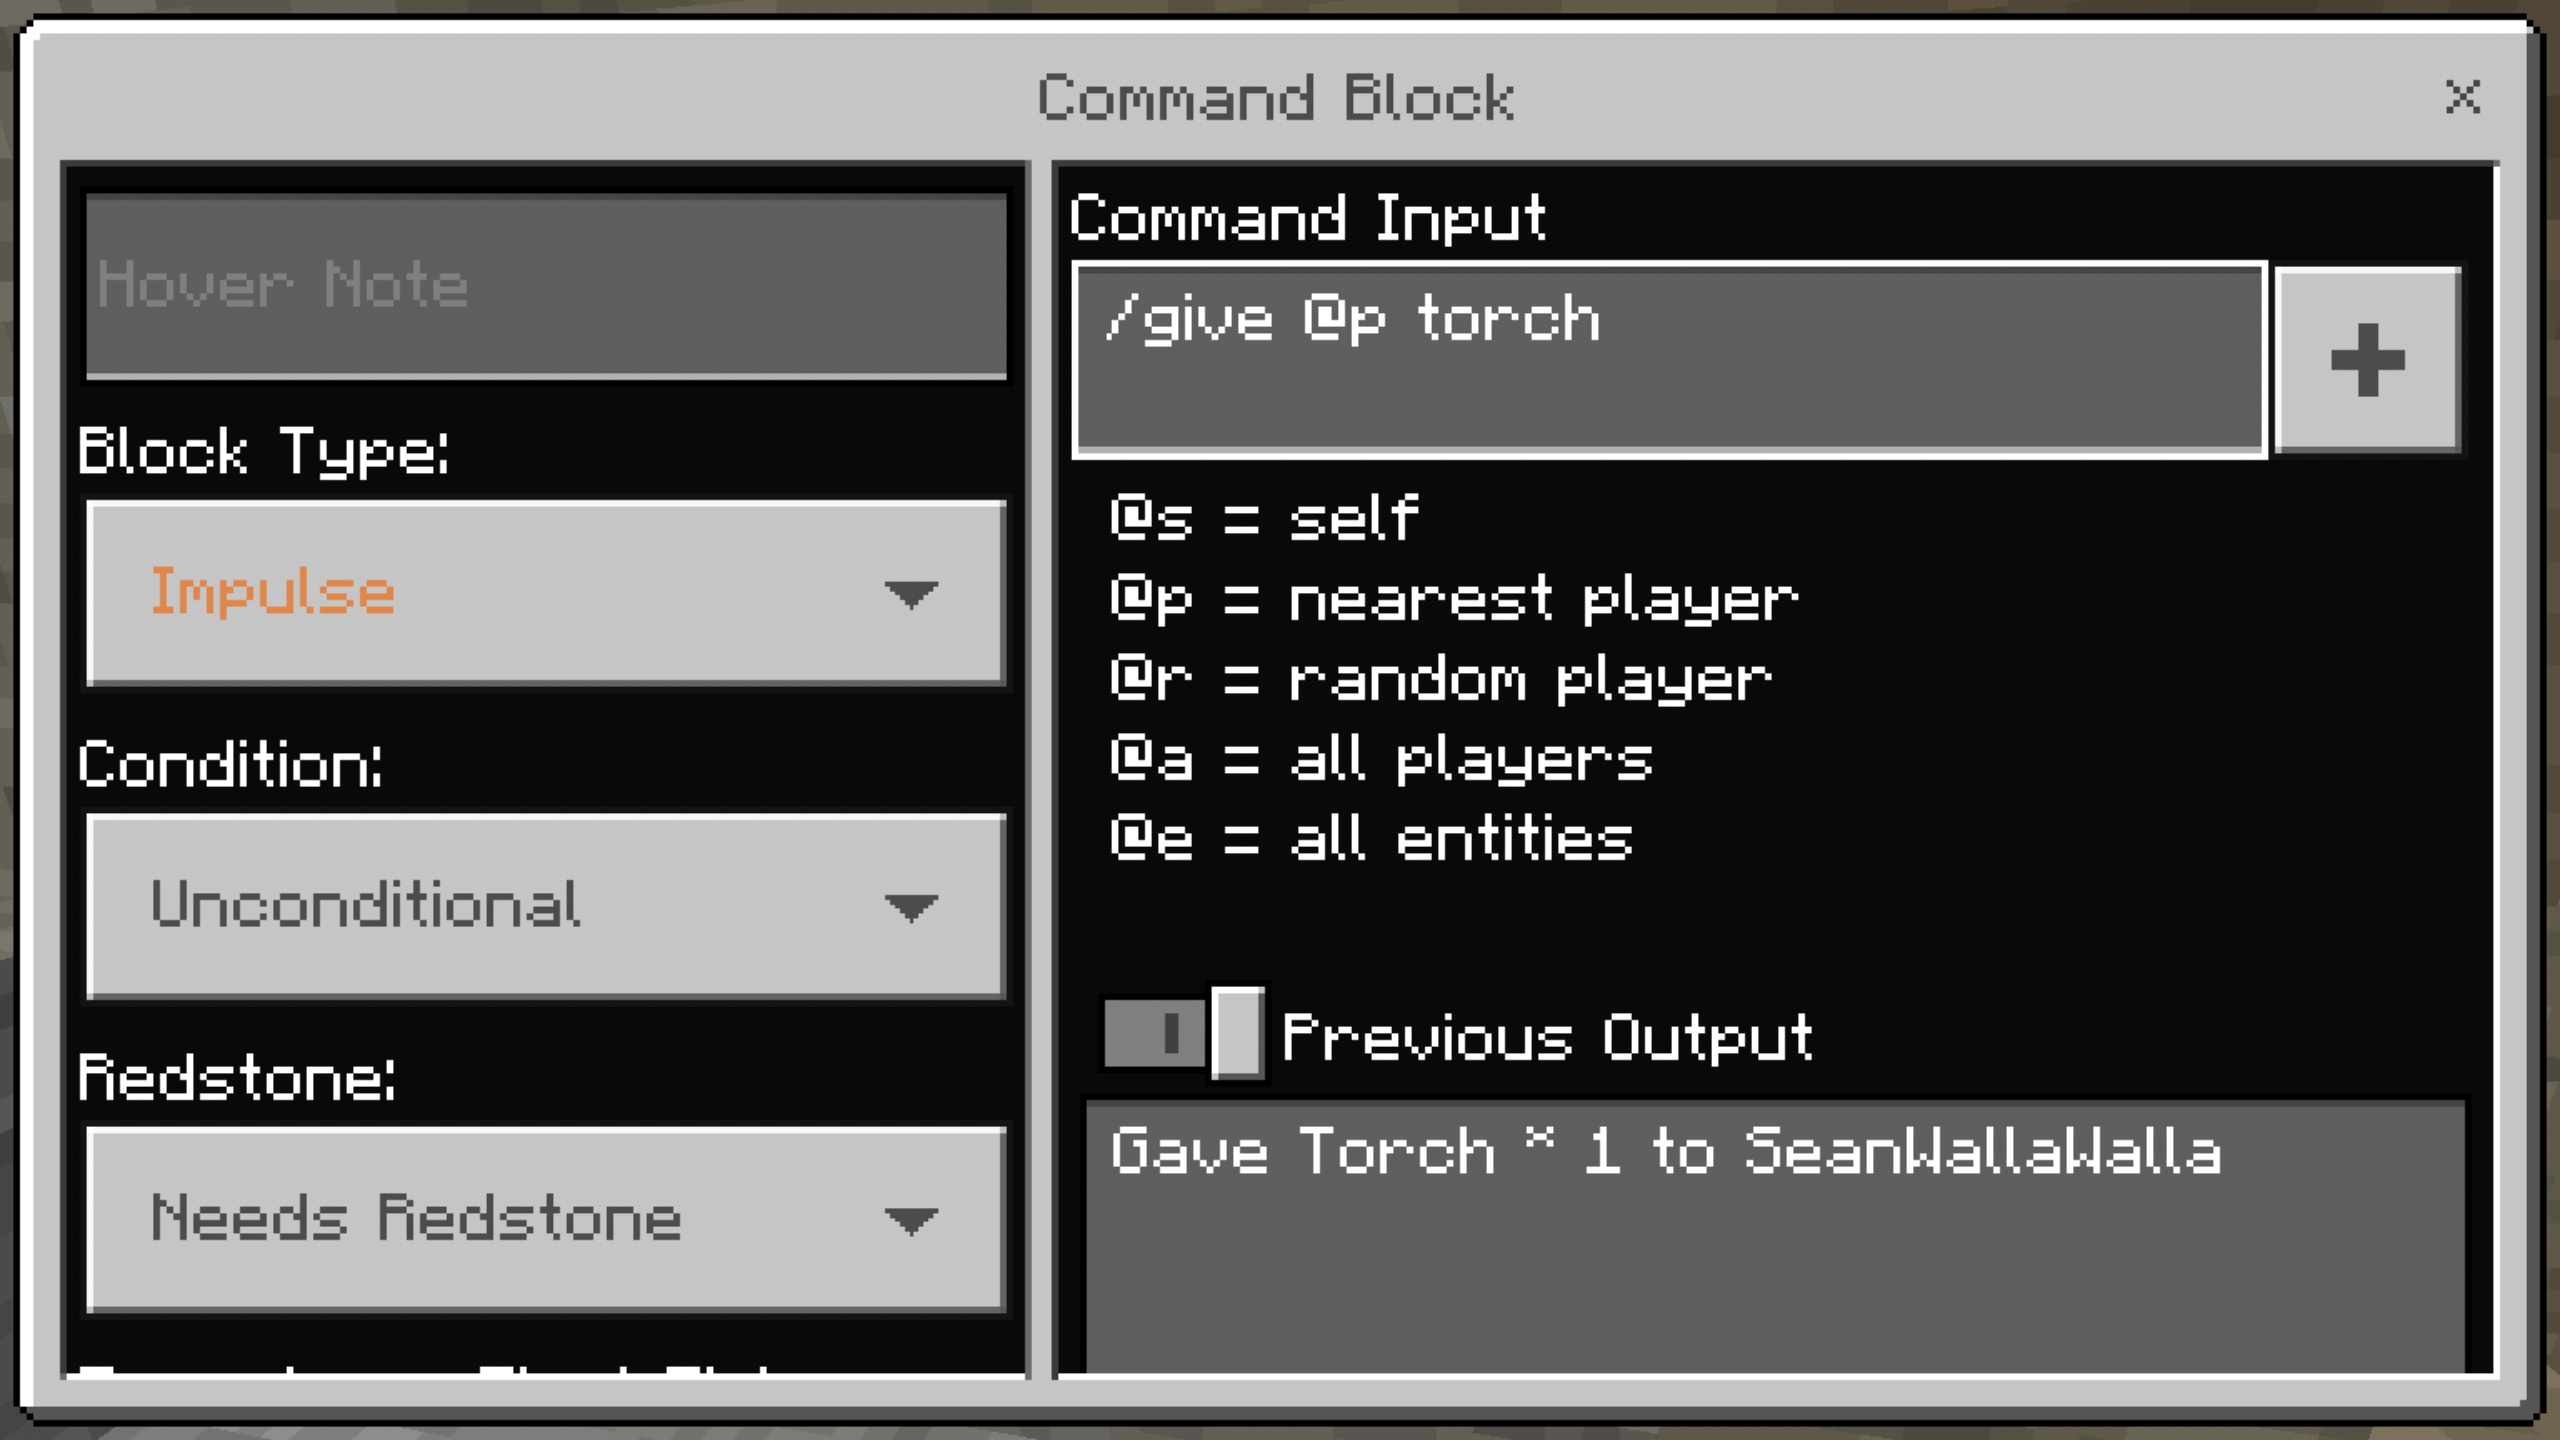 Command Block
Hover Note
Block Type:
Impulse
Condition:
Unconditional
Redstone:
Needs Redstone
Command Input
/give @p torch
@s = self
@p = nearest player
@r = random player
@a = all players
@e = all entities
Previous Output
Gave Torch * 1 to SeanWallaWalla